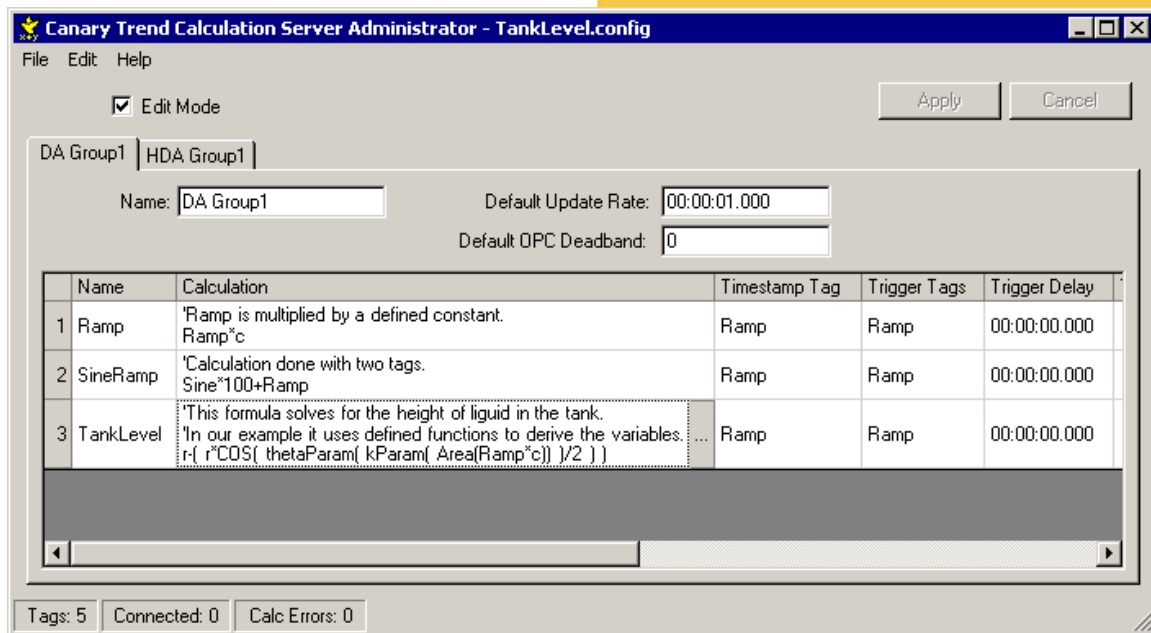 Canary Trend Calculation Server Administrator - TankLevel.config
File Edit Help
Edit Mode
Apply Cancel
DA Group1 HDA Group1
Name: DA Group1 Default Update Rate: 00:00:01.000
Default OPC Deadband: 0
Name Calculation Timestamp Tag Trigger Tags Trigger Delay
'Ramp is multiplied by a defined constant.
1 Ramp Ramp*c Ramp Ramp 00:00:00.000
'Calculation done with two tags.
2 SineRamp Sine*100+Ramp Ramp Ramp 00:00:00.000
'This formula solves for the height of liguid in the tank.
3 TankLevel 'In our example it uses defined functions to derive the variables. ... Ramp Ramp 00:00:00.000
r-( r*COS( thetaParam( kParam( Area(Ramp*c)) )/2 ) )
Tags: 5 Connected: 0 Calc Errors: 0